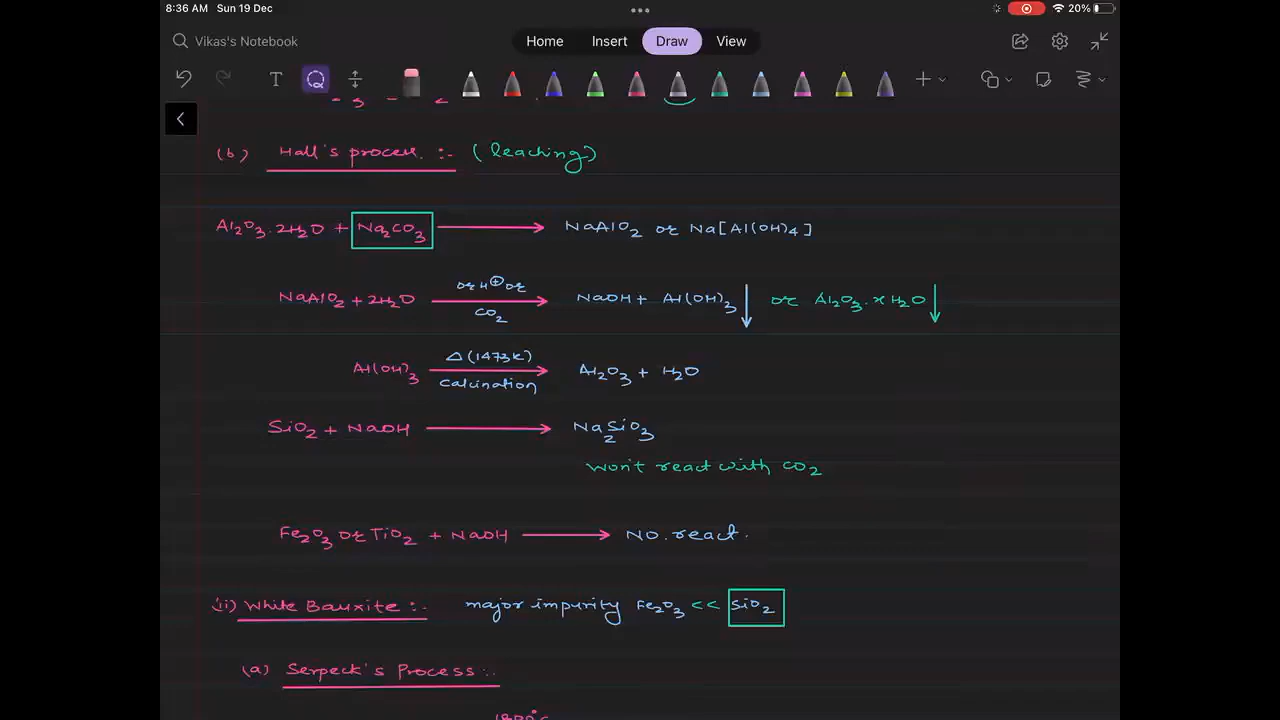 8:36 AM Sun 19 Dec
20%
Vikas's Notebook
Home Insert Draw View
(b) Hall's process :- (leaching)
Al₂O₃.2H₂O + Na₂CO₃ ⟶ NaAlO₂ or Na[Al(OH)₄]
or H⊕ or
NaAlO₂ + 2H₂O ⟶ NaOH + Al(OH)₃ ↓ or Al₂O₃.xH₂O ↓
CO₂
Δ(1473K)
Al(OH)₃ ⟶ Al₂O₃ + H₂O
Calcination
SiO₂ + NaOH ⟶ Na₂SiO₃
Won't react with CO₂
Fe₂O₃ or TiO₂ + NaOH ⟶ NO.react.
(ii) White Bauxite :- major impurity Fe₂O₃ << SiO₂
(a) Serpeck's Process :-